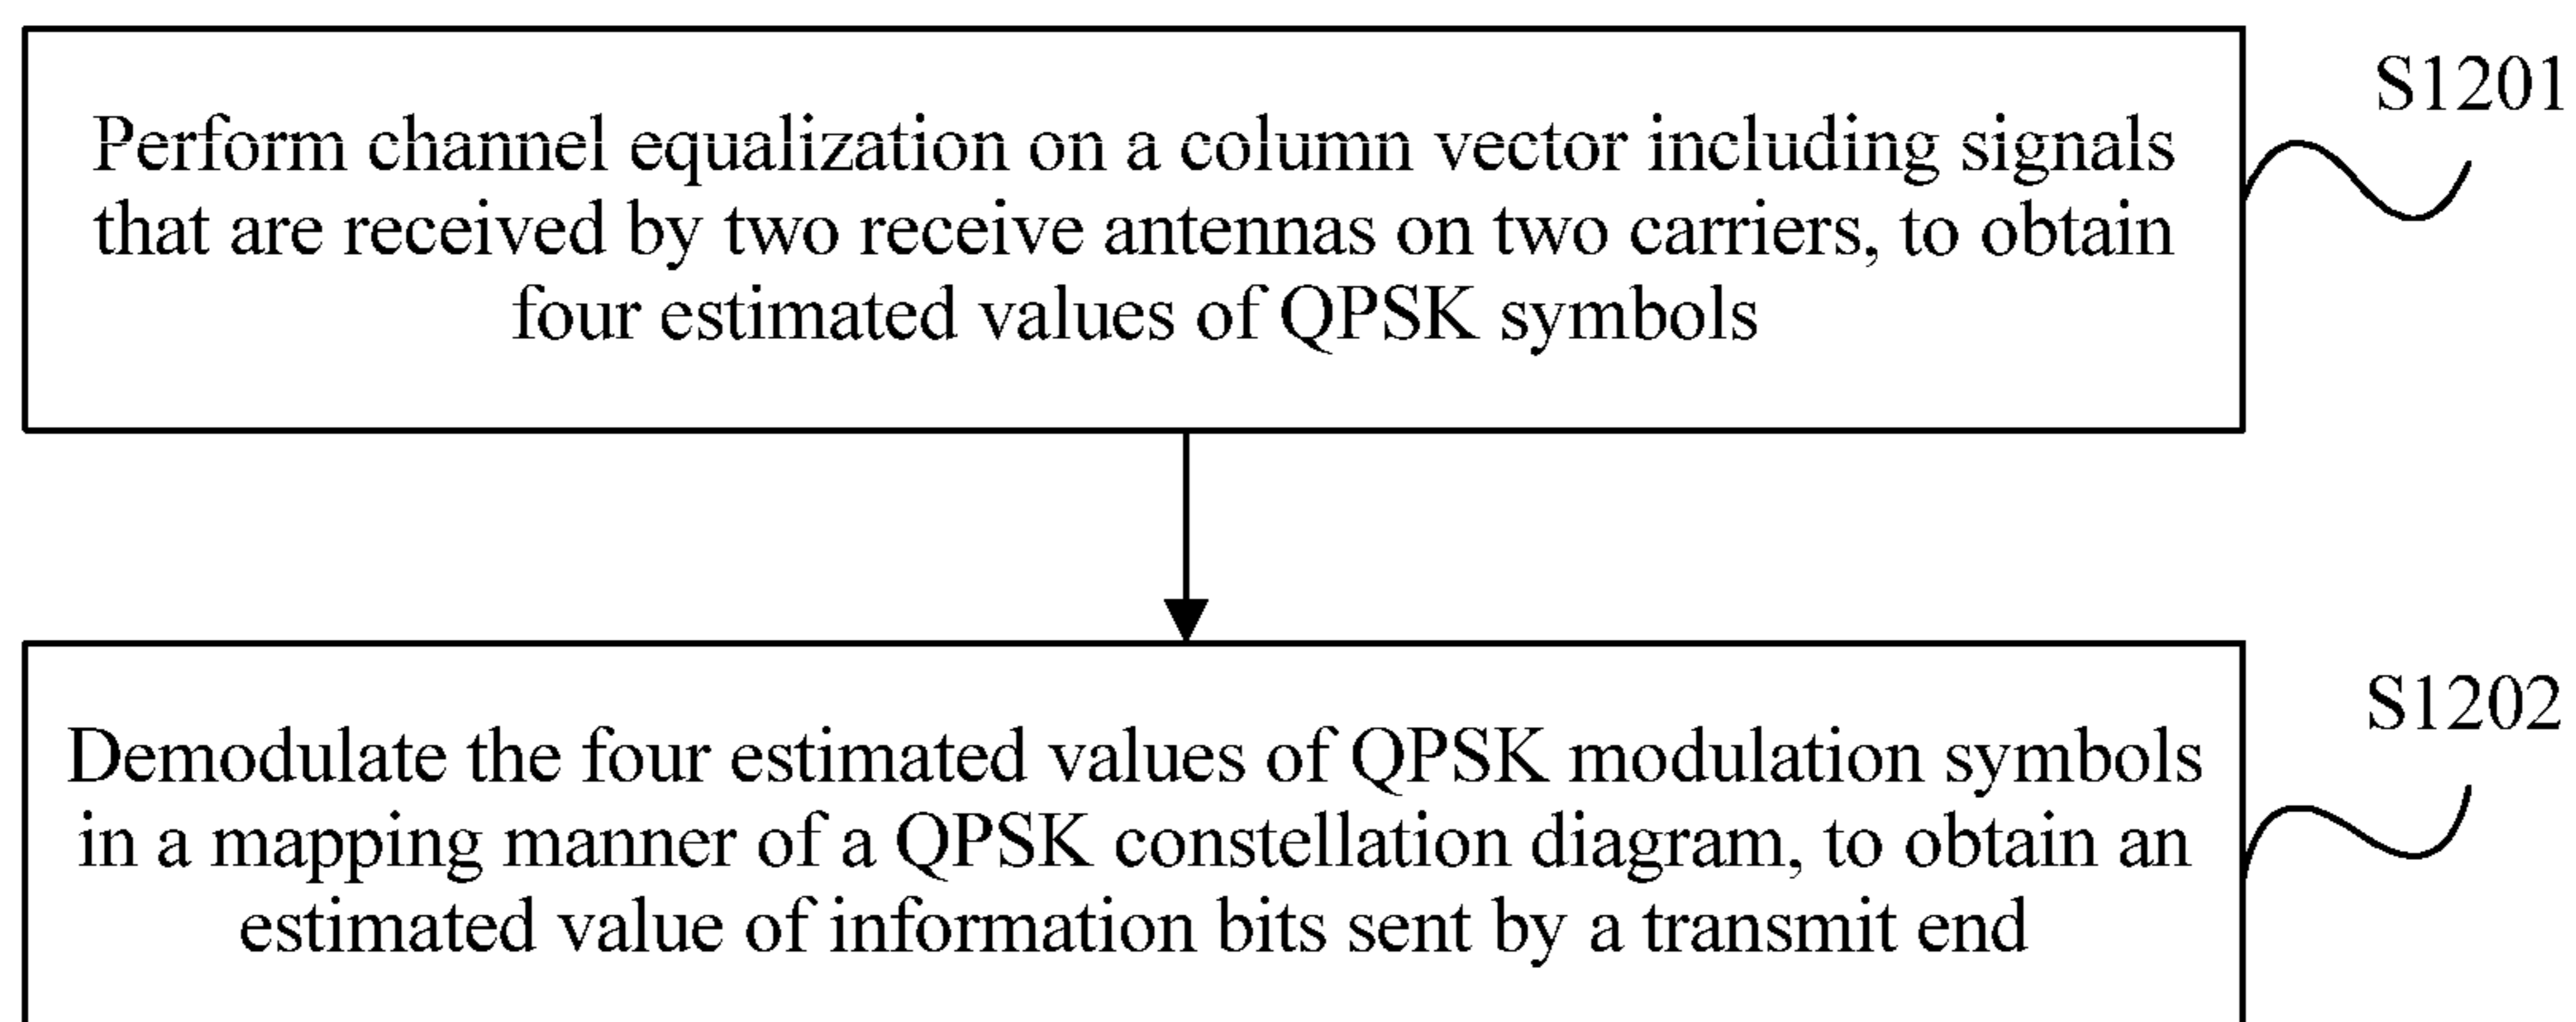 S1201
Perform channel equalization on a column vector including signals
that are received by two receive antennas on two carriers, to obtain
four estimated values of QPSK symbols
S1202
Demodulate the four estimated values of QPSK modulation symbols
in a mapping manner of a QPSK constellation diagram, to obtain an
estimated value of information bits sent by a transmit end